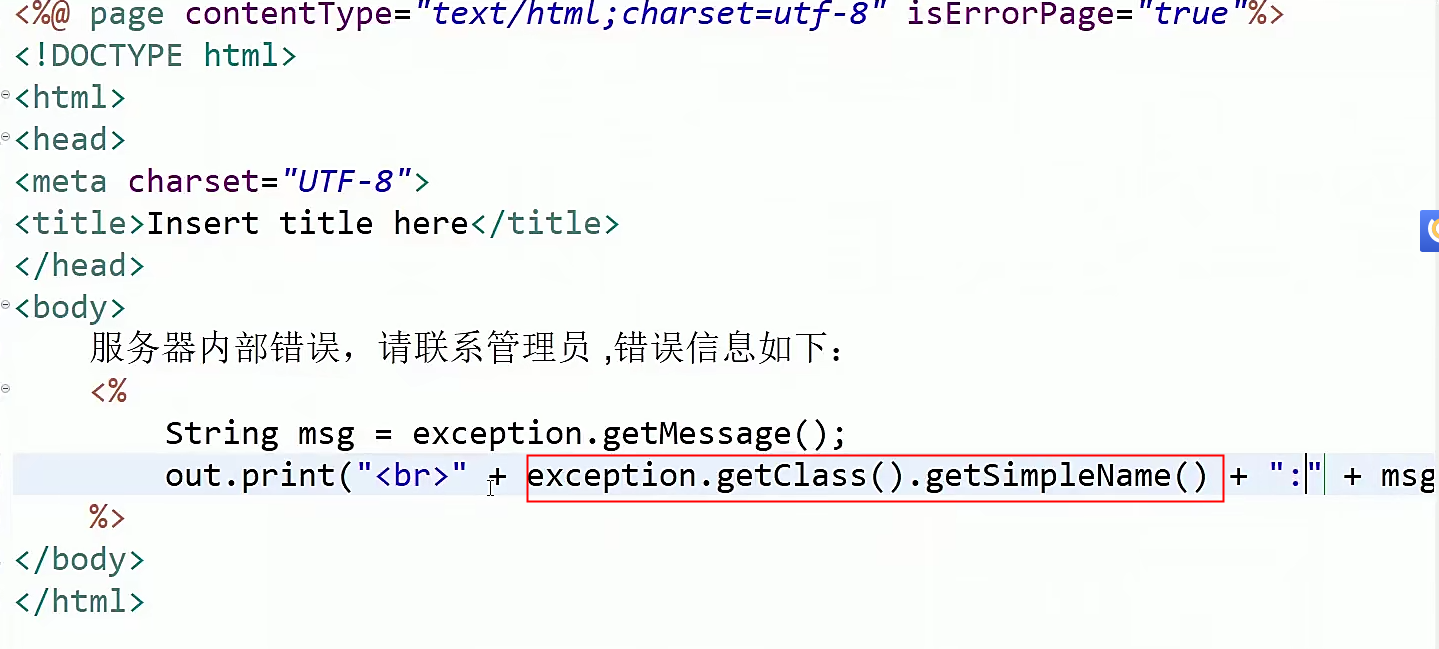 <%@ page contentType="text/html;charset=utf-8" isErrorPage="true"%>
<!DOCTYPE html>
<html>
<head>
<meta charset="UTF-8">
<title>Insert title here</title>
</head>
<body>
服务器内部错误，请联系管理员 ,错误信息如下：
<%
String msg = exception.getMessage();
out.print("<br>" + exception.getClass().getSimpleName() + ":" + msg
%>
</body>
</html>